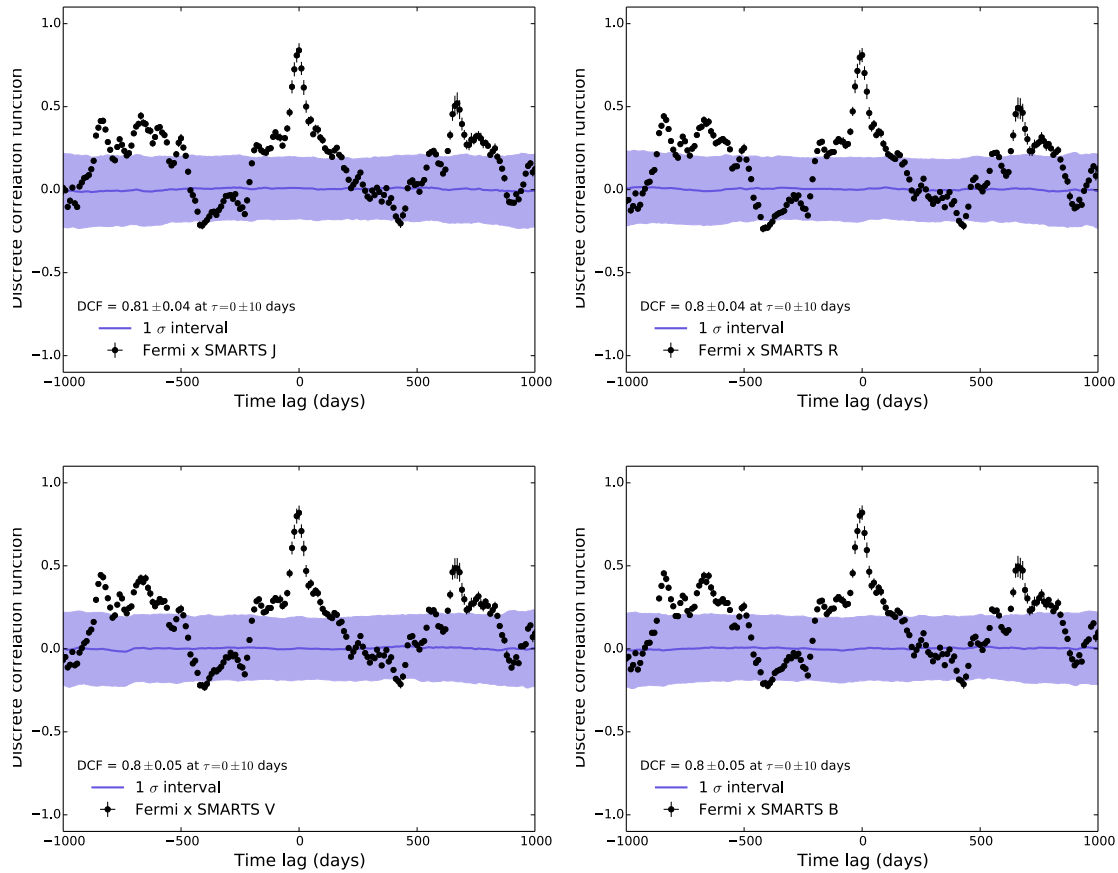 1.0
0.5
0.0
−0.5
−1.0
Discrete correlation function
DCF = 0.81±0.04 at τ=0±10 days
1 σ interval
Fermi x SMARTS J
−1000 −500 0 500 1000
Time lag (days)
1.0
0.5
0.0
−0.5
−1.0
Discrete correlation function
DCF = 0.8±0.04 at τ=0±10 days
1 σ interval
Fermi x SMARTS R
−1000 −500 0 500 1000
Time lag (days)
1.0
0.5
0.0
−0.5
−1.0
Discrete correlation function
DCF = 0.8±0.05 at τ=0±10 days
1 σ interval
Fermi x SMARTS V
−1000 −500 0 500 1000
Time lag (days)
1.0
0.5
0.0
−0.5
−1.0
Discrete correlation function
DCF = 0.8±0.05 at τ=0±10 days
1 σ interval
Fermi x SMARTS B
−1000 −500 0 500 1000
Time lag (days)